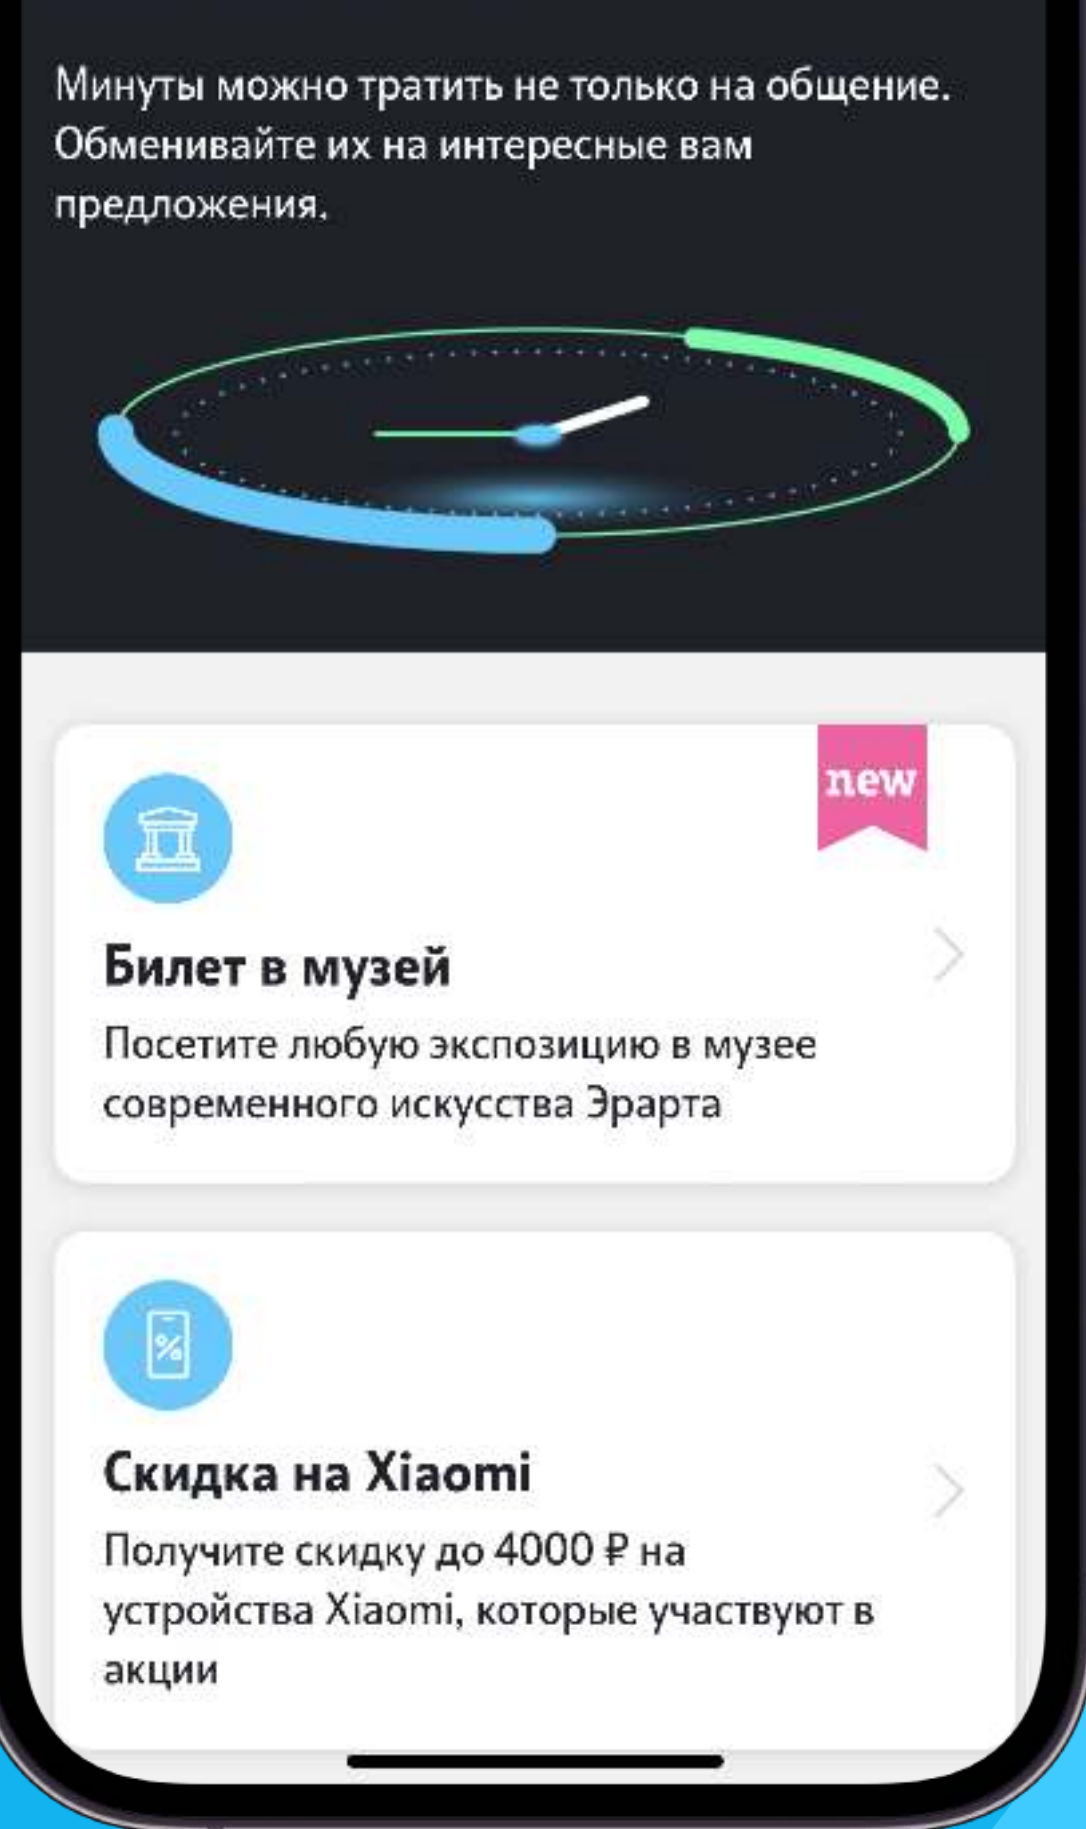 Минуты можно тратить не только на общение.
Обменивайте их на интересные вам
предложения.
new
Билет в музей
Посетите любую экспозицию в музее
современного искусства Эрарта
%
Скидка на Xiaomi
Получите скидку до 4000 ₽ на
устройства Xiaomi, которые участвуют в
акции